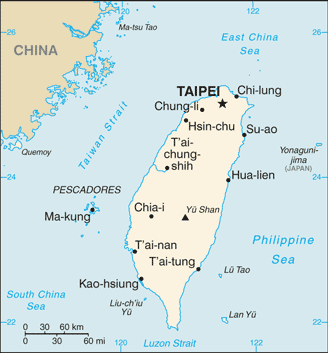 120
122
Ma-tsu Tao
26
26
CHINA
East China
Sea
TAIPEI
Chi-lung
Chung-li
Hsin-chu
Su-ao
Taiwan Strait
T'ai-
chung-
shih
Quemoy
Yonaguni-
jima
(JAPAN)
24
24
Hua-lien
PESCADORES
Ma-kung
Chia-i
Yü Shan
Philippine
Sea
T'ai-nan
T'ai-tung
Lü Tao
Kao-hsiung
South China
Sea
Liu-ch'iu
Yü
Lan Yü
22
22
0 30 60 km
0 30 60 mi
120
Luzon Strait
122